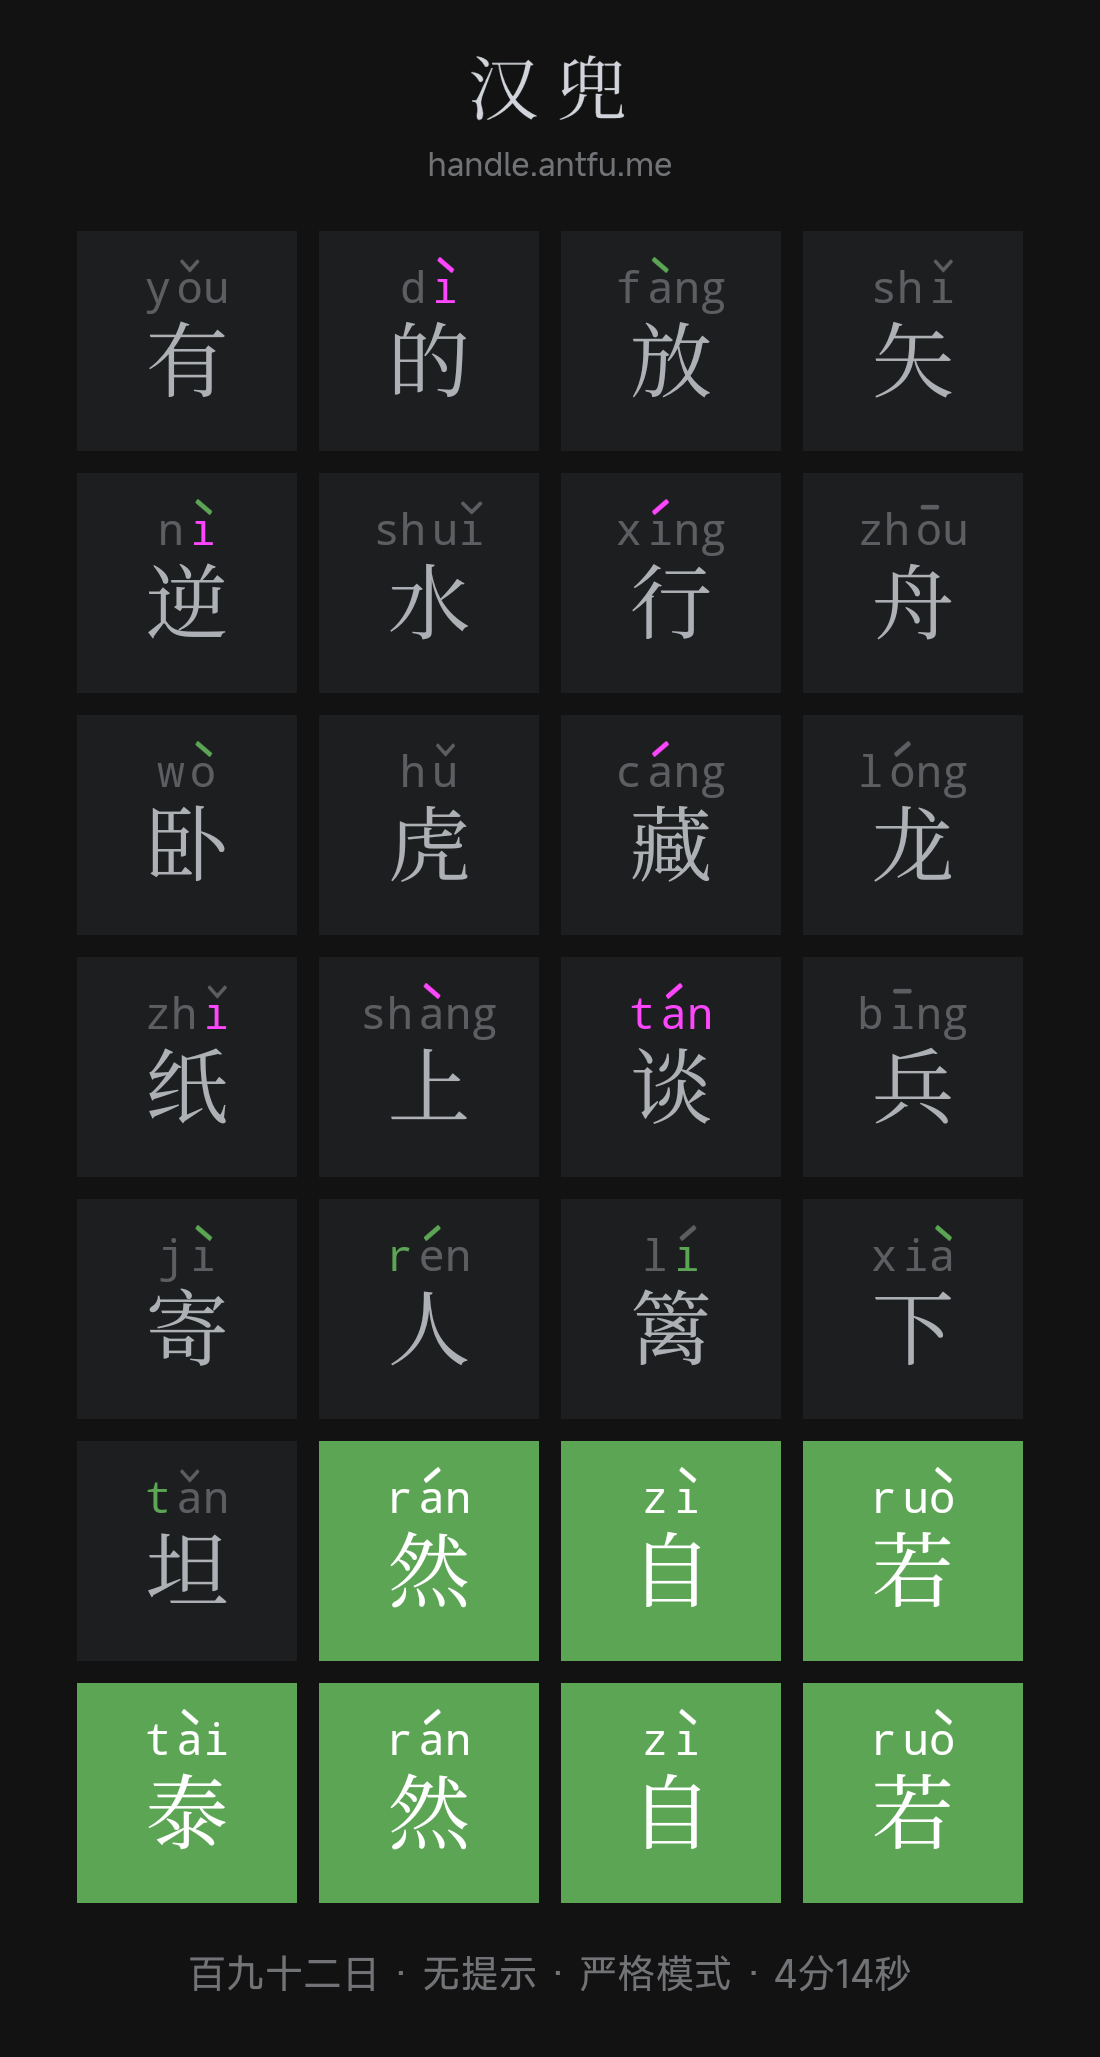 汉兜
handle.antfu.me
yǒu dì fàng shǐ
有 的 放 矢
nì shuǐ xíng zhōu
逆 水 行 舟
wò hǔ cáng lóng
卧 虎 藏 龙
zhǐ shàng tán bīng
纸 上 谈 兵
jì rén lí xià
寄 人 篱 下
tǎn rán zì ruò
坦 然 自 若
tài rán zì ruò
泰 然 自 若
百九十二日 · 无提示 · 严格模式 · 4分14秒